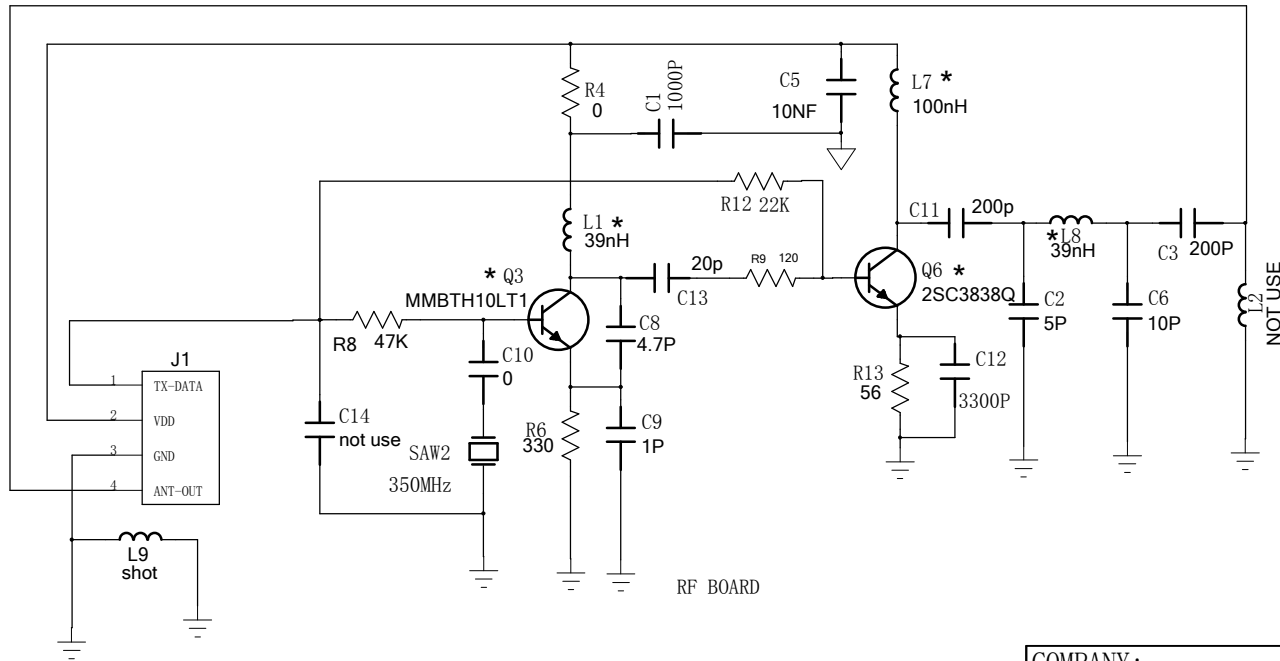 R4
0
C1
1000P
C5
10NF
L7 *
100nH
R12 22K
L1 *
39nH
C11
200p
*L8
39nH
C3
200P
* Q3
MMBTH10LT1
20p
C13
R9 120
Q6 *
2SC3838Q
R8
47K
C10
0
C8
4.7P
C2
5P
C6
10P
L2
NOT USE
J1
1 TX-DATA
2 VDD
3 GND
4 ANT-OUT
C14
not use
SAW2
350MHz
R6
330
C9
1P
R13
56
C12
3300P
L9
shot
RF BOARD
COMPANY: